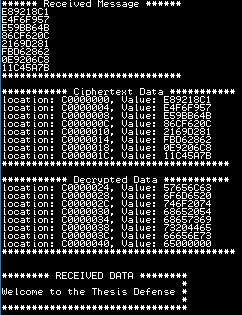 ****** Received Message ******
E89218C1
E4F6F957
E59BB64B
86CF620C
2169D281
FBD62862
0E9206C8
11C45A7B
******************************
*********** Ciphertext Data ************
location: C0000000, Value: E89218C1
location: C0000004, Value: E4F6F957
location: C0000008, Value: E59BB64B
location: C000000C, Value: 86CF620C
location: C0000010, Value: 2169D281
location: C0000014, Value: FBD62862
location: C0000018, Value: 0E9206C8
location: C000001C, Value: 11C45A7B
***************************************
*********** Decrypted Data ***********
location: C0000024, Value: 57656C63
location: C0000028, Value: 6F6D6520
location: C000002C, Value: 746F2074
location: C0000030, Value: 68652054
location: C0000034, Value: 68657369
location: C0000038, Value: 73204465
location: C000003C, Value: 66656E73
location: C0000040, Value: 65000000
****************************************
******** RECEIVED DATA ********
*
Welcome to the Thesis Defense *
*
*******************************